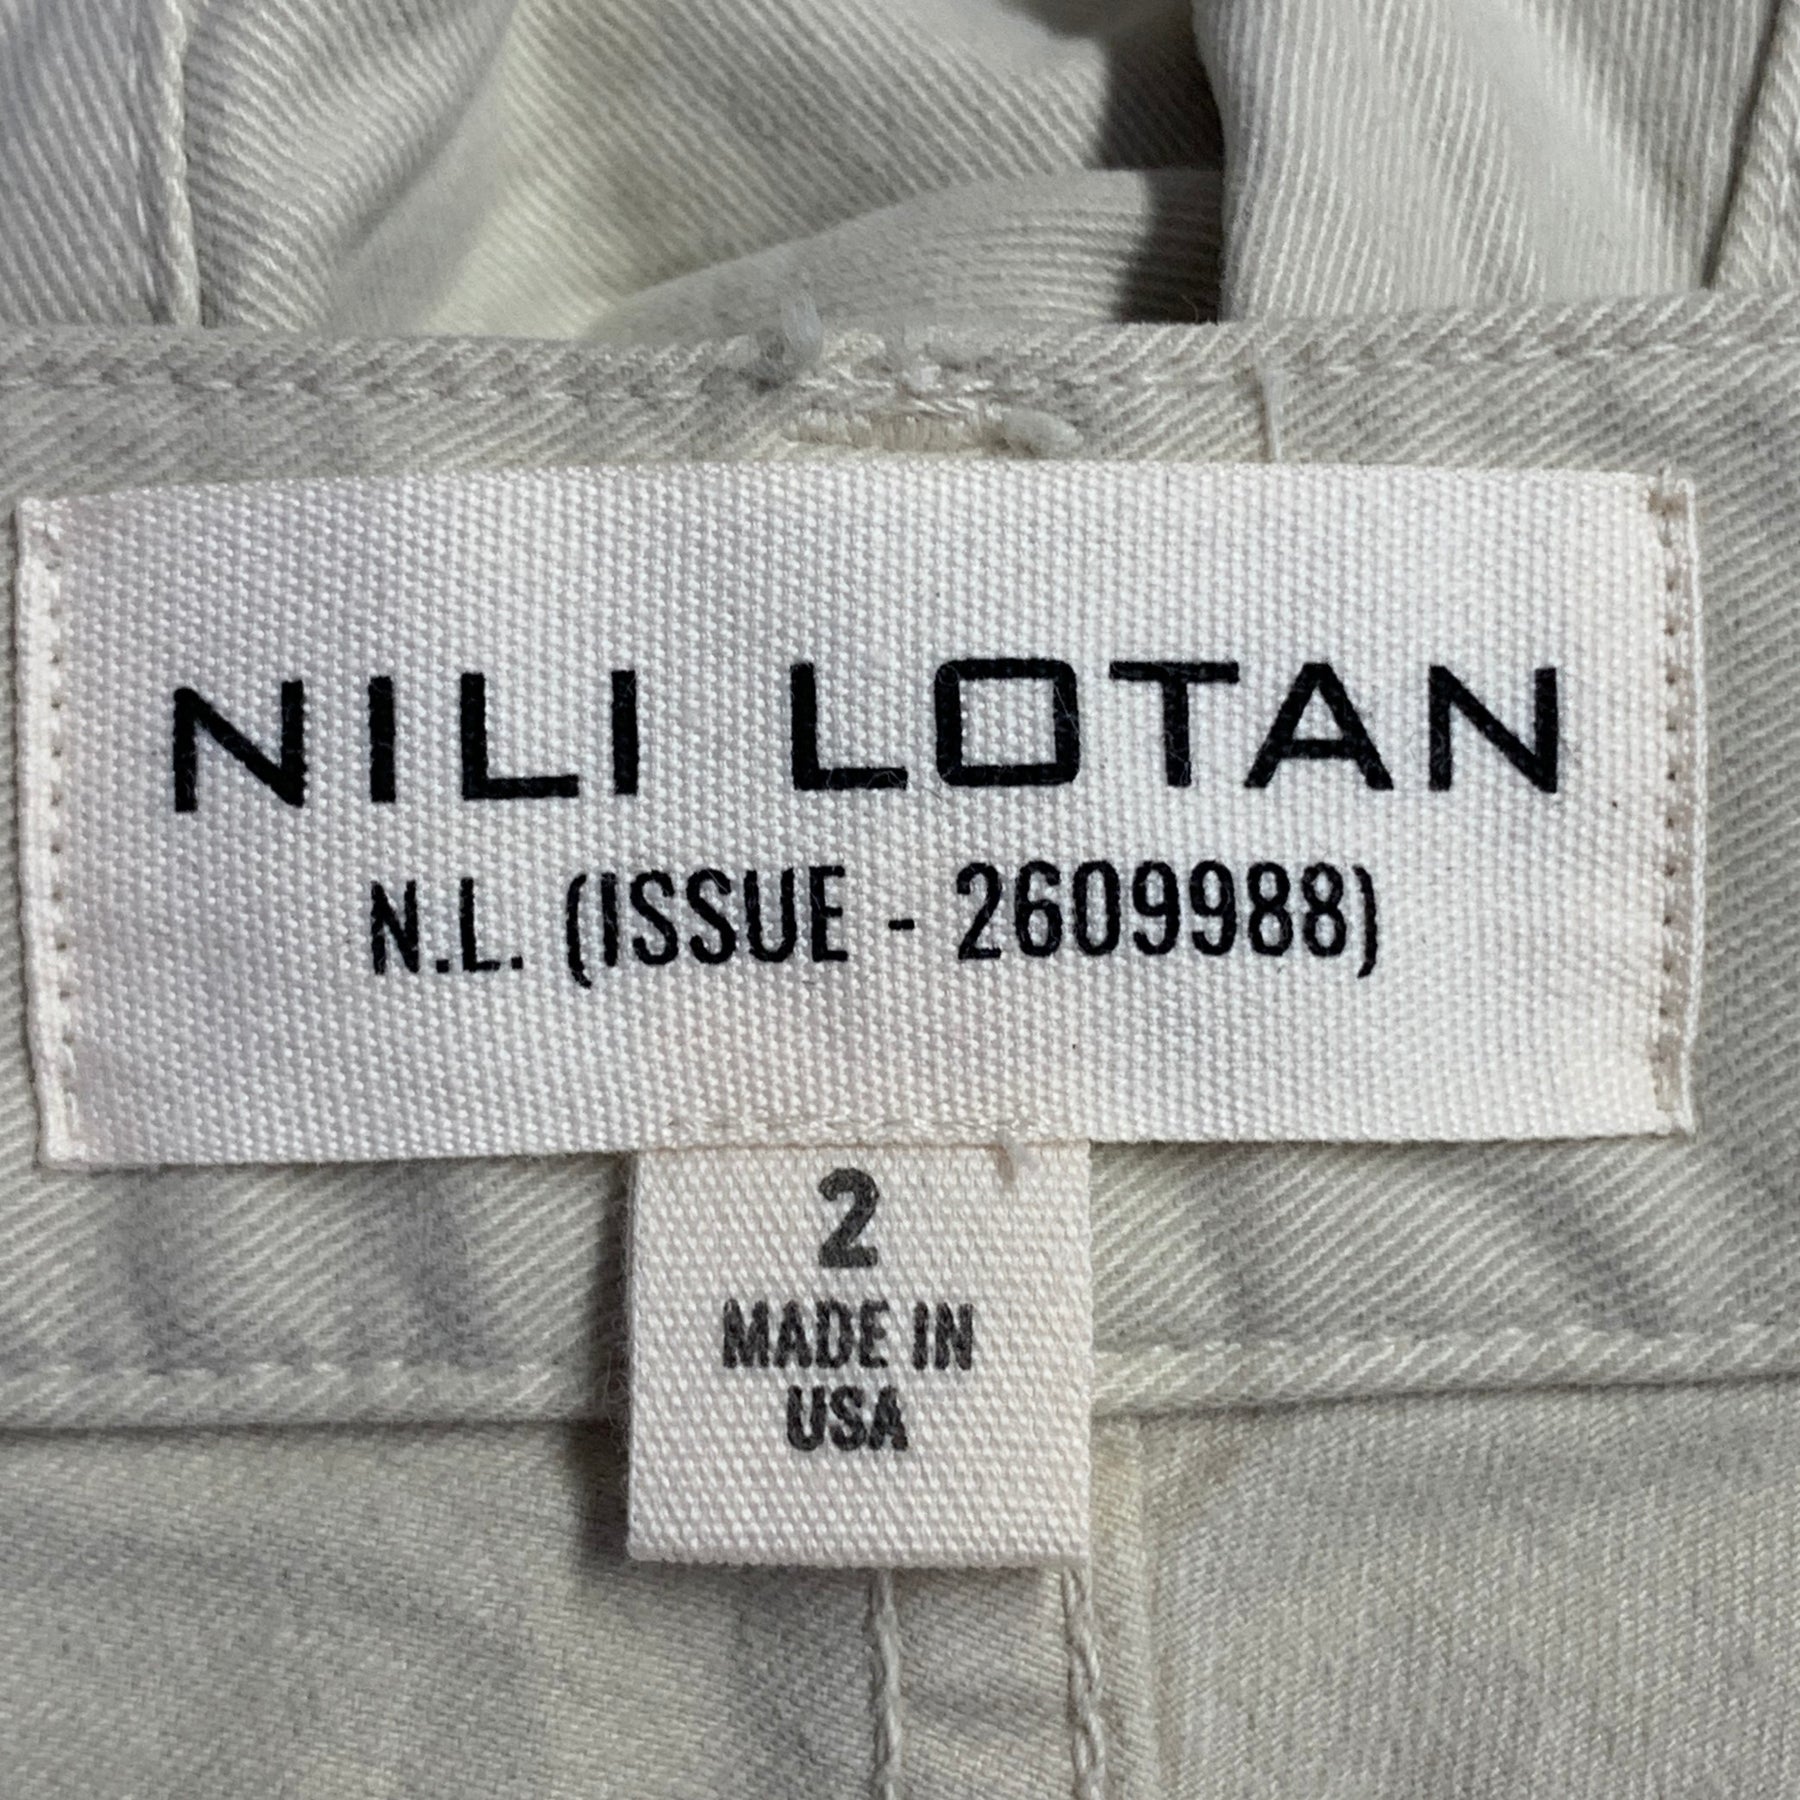 NILI LOTAN
N.L. (ISSUE - 2609988)
2
MADE IN
USA